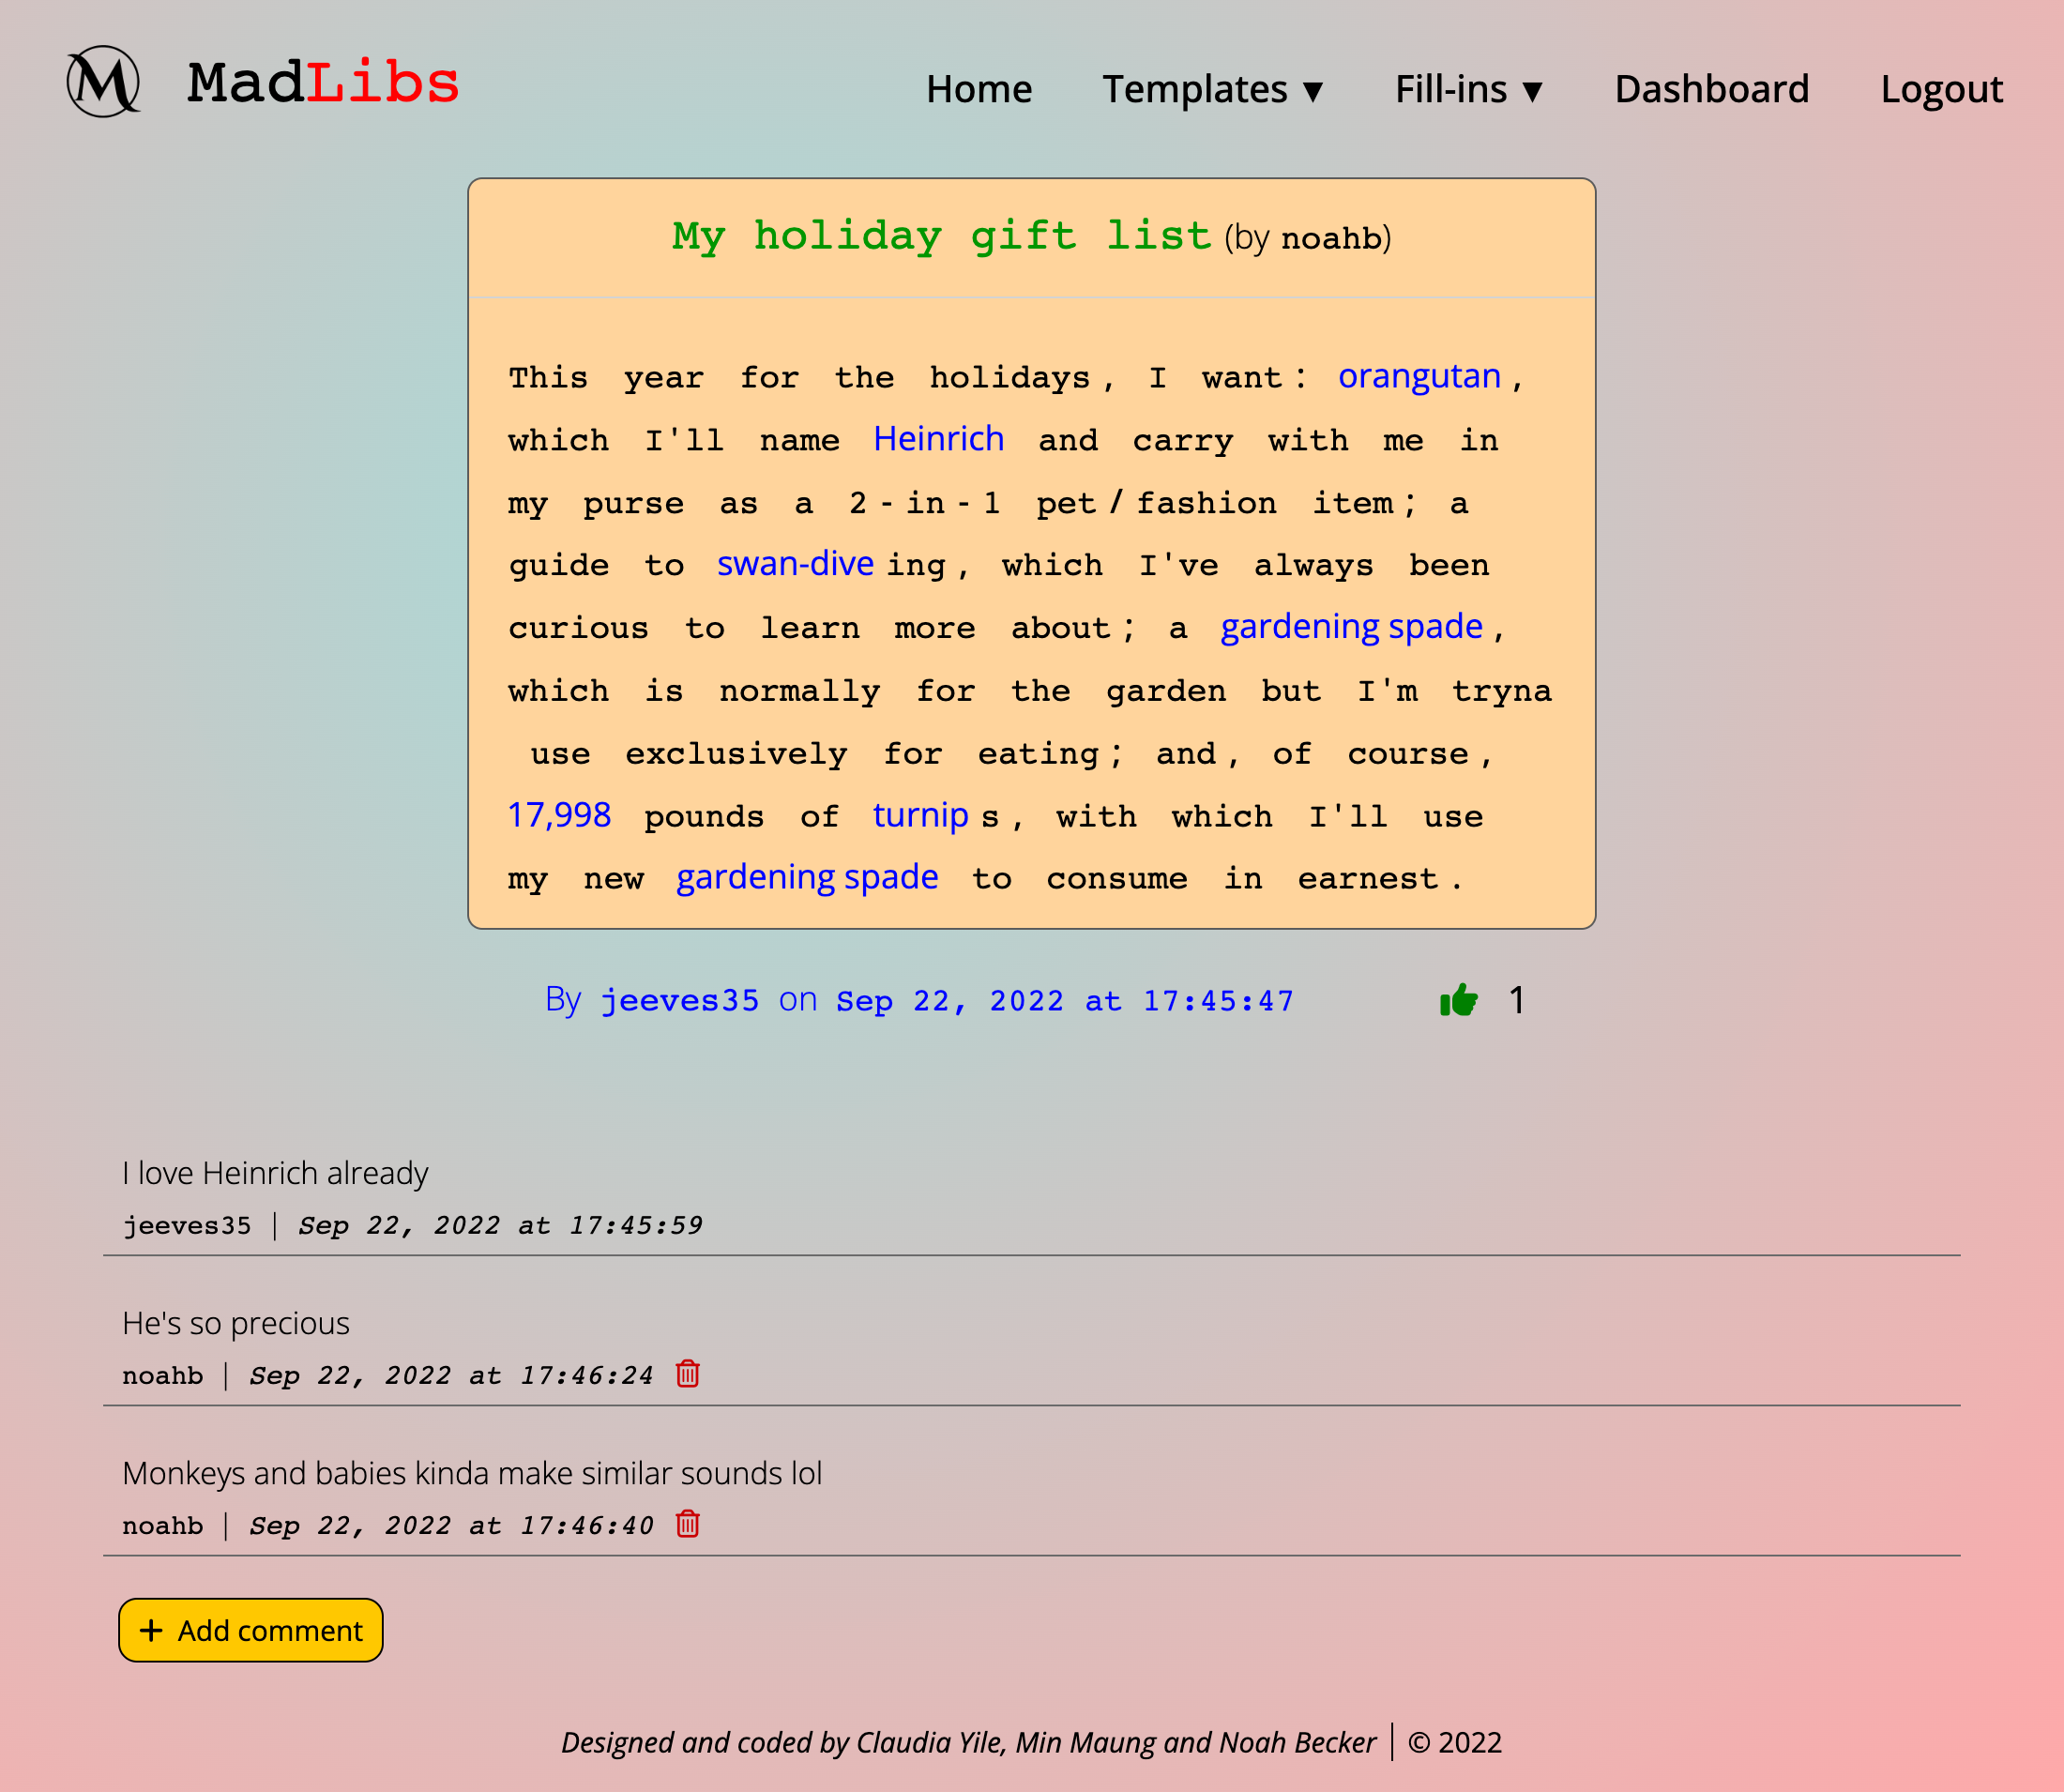 M MadLibs Home Templates ▼ Fill-ins ▼ Dashboard Logout
My holiday gift list (by noahb)
This year for the holidays, I want: orangutan,
which I'll name Heinrich and carry with me in
my purse as a 2-in-1 pet/fashion item; a
guide to swan-dive ing, which I've always been
curious to learn more about; a gardening spade,
which is normally for the garden but I'm tryna
use exclusively for eating; and, of course,
17,998 pounds of turnip s, with which I'll use
my new gardening spade to consume in earnest.
By jeeves35 on Sep 22, 2022 at 17:45:47 1
I love Heinrich already
jeeves35 | Sep 22, 2022 at 17:45:59
He's so precious
noahb | Sep 22, 2022 at 17:46:24
Monkeys and babies kinda make similar sounds lol
noahb | Sep 22, 2022 at 17:46:40
+ Add comment
Designed and coded by Claudia Yile, Min Maung and Noah Becker | © 2022